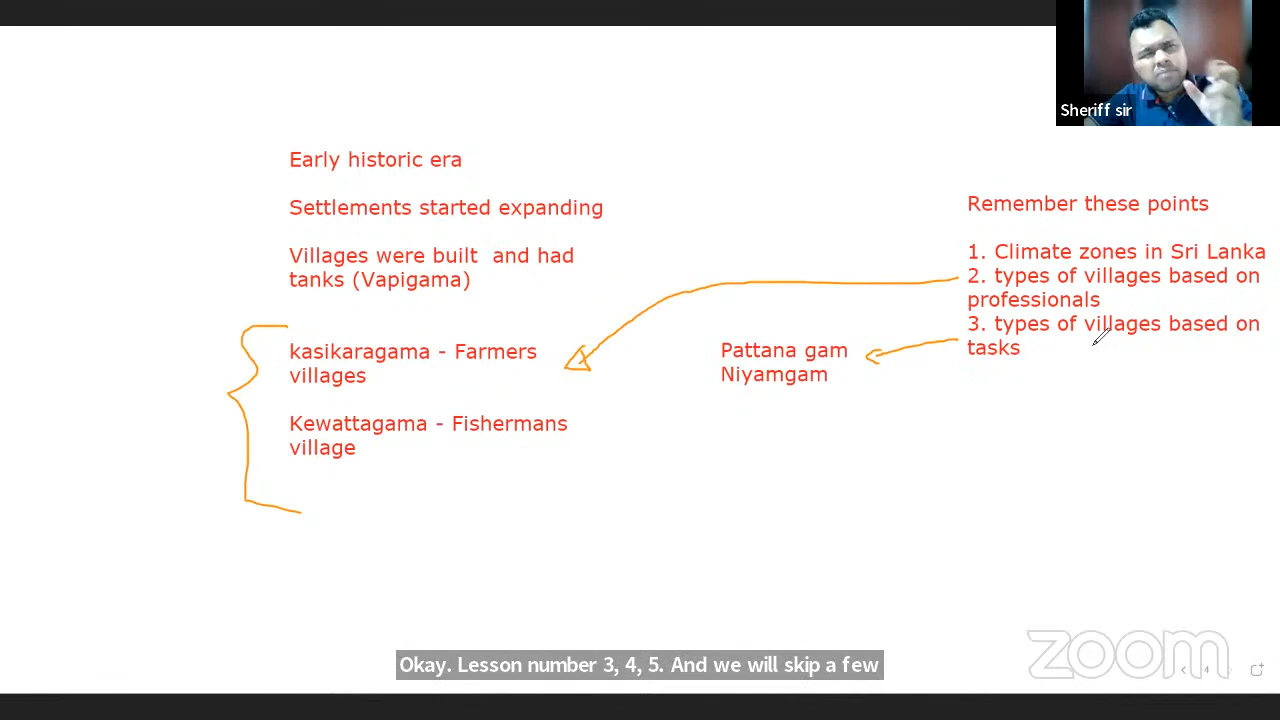 Sheriff sir
Early historic era
Settlements started expanding
Villages were built  and had
tanks (Vapigama)
kasikaragama - Farmers
villages
Kewattagama - Fishermans
village
Pattana gam
Niyamgam
Remember these points
1. Climate zones in Sri Lanka
2. types of villages based on
professionals
3. types of villages based on
tasks
Okay. Lesson number 3, 4, 5. And we will skip a few
zoom
4